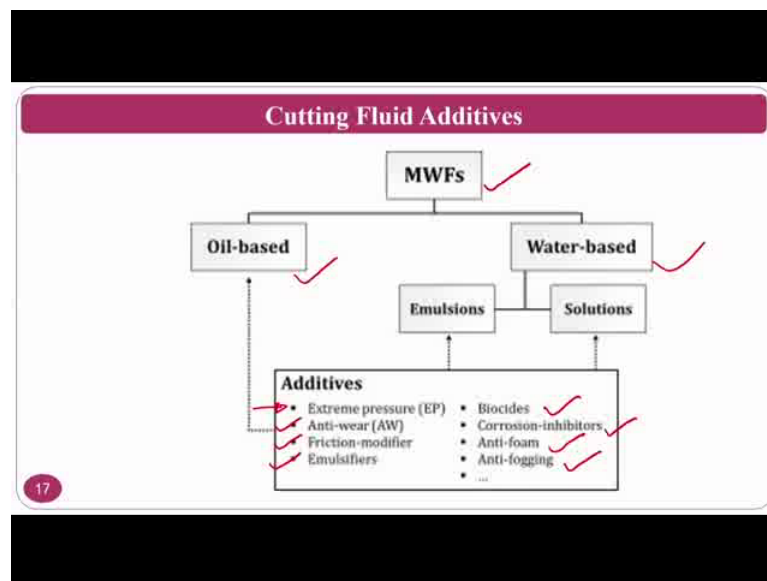 Cutting Fluid Additives
MWFs
Oil-based
Water-based
Emulsions
Solutions
Additives
• Extreme pressure (EP)
• Anti-wear (AW)
• Friction-modifier
• Emulsifiers
• Biocides
• Corrosion-inhibitors
• Anti-foam
• Anti-fogging
• ...
17